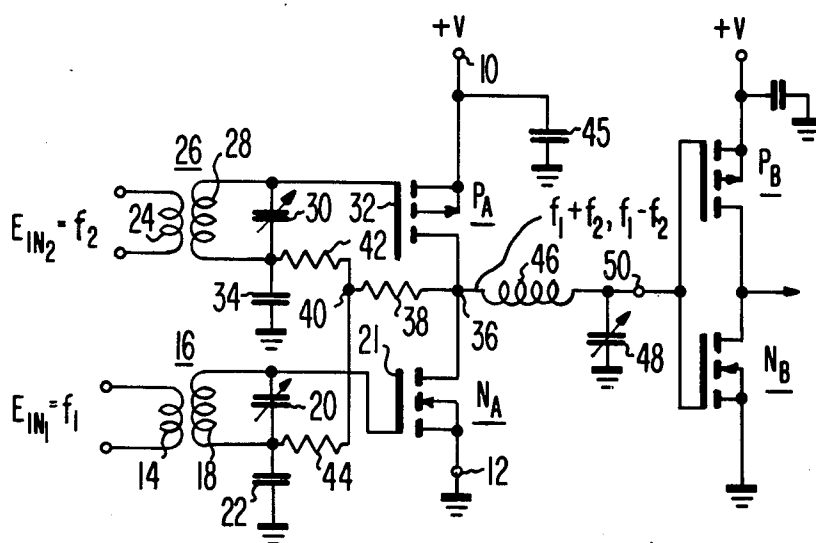 +V
+V
10
26
28
45
P_A
P_B
E_IN2 = f2
24
30
32
42
f1+f2, f1-f2
46
50
34
40
38
36
48
16
21
N_A
N_B
E_IN1 = f1
20
14
18
44
12
22